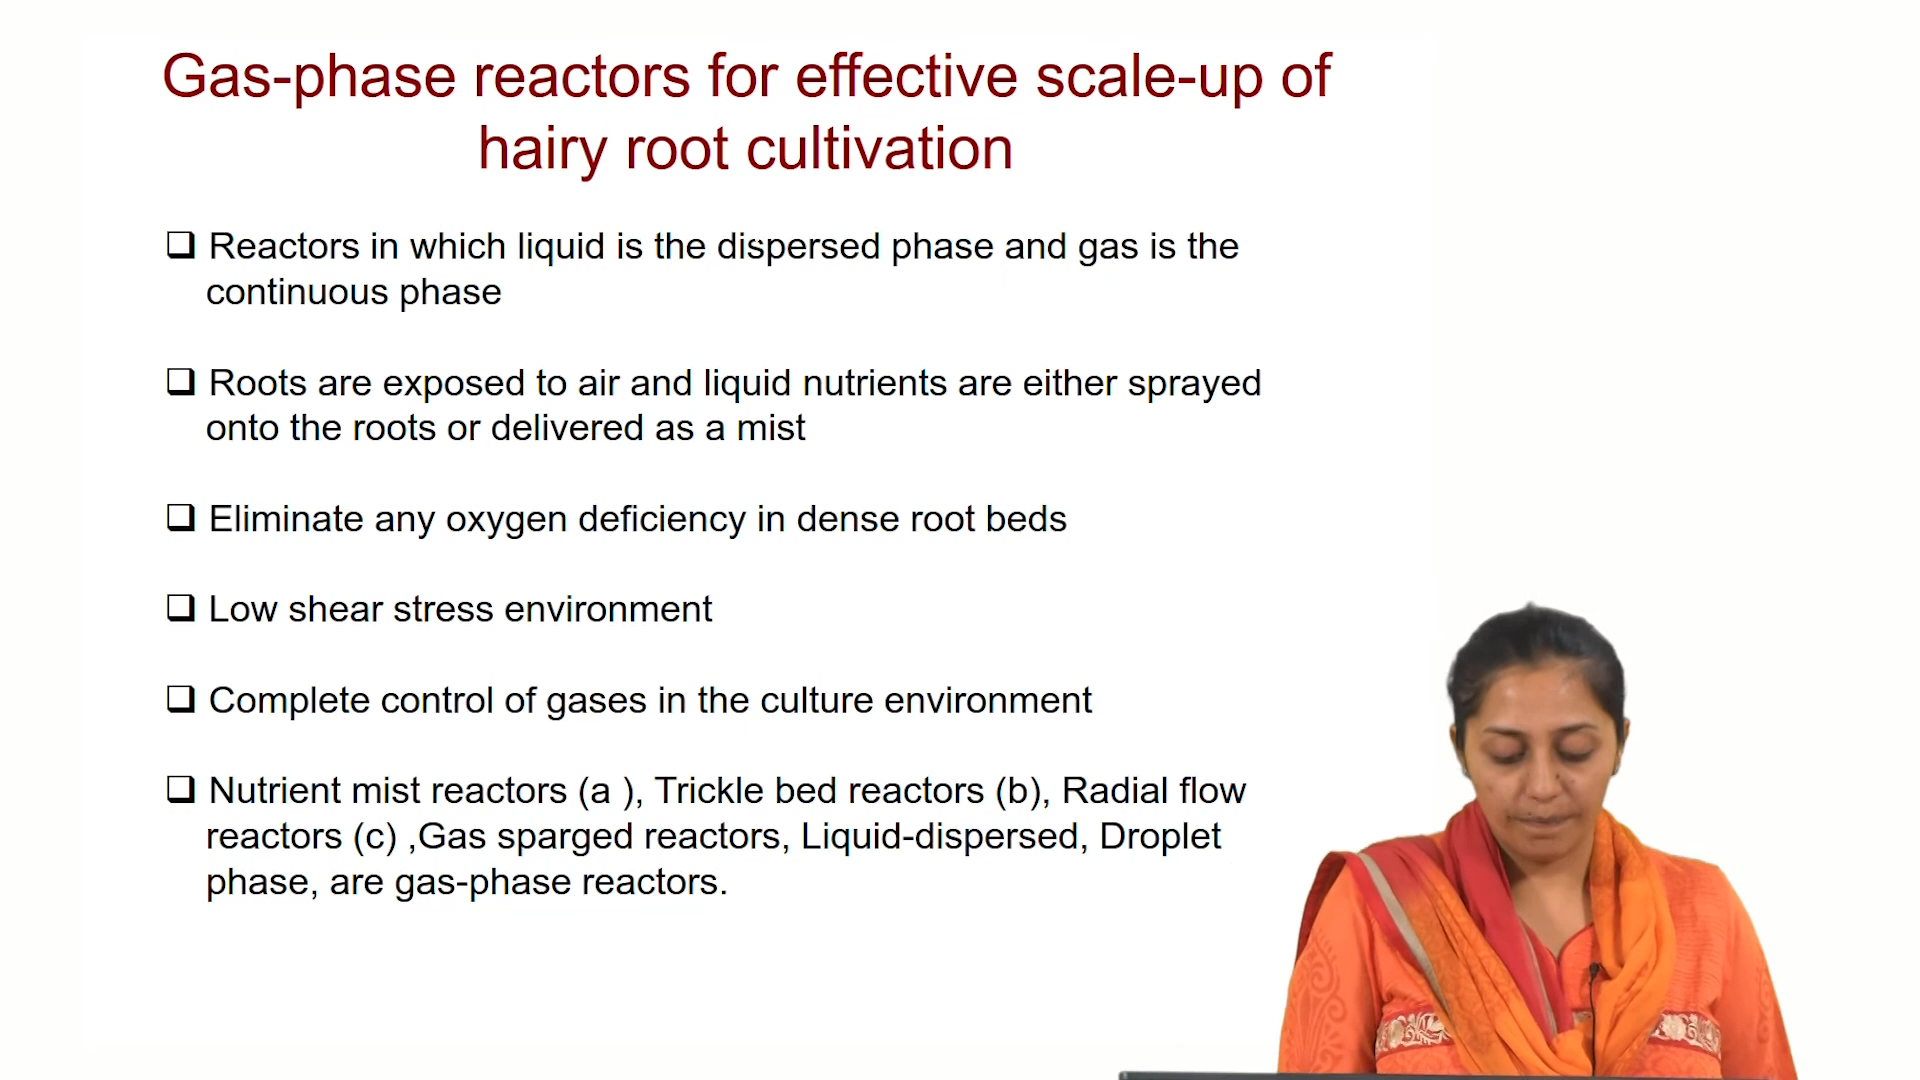 Gas-phase reactors for effective scale-up of
hairy root cultivation
Reactors in which liquid is the dispersed phase and gas is the
continuous phase
Roots are exposed to air and liquid nutrients are either sprayed
onto the roots or delivered as a mist
Eliminate any oxygen deficiency in dense root beds
Low shear stress environment
Complete control of gases in the culture environment
Nutrient mist reactors (a ), Trickle bed reactors (b), Radial flow
reactors (c) ,Gas sparged reactors, Liquid-dispersed, Droplet
phase, are gas-phase reactors.